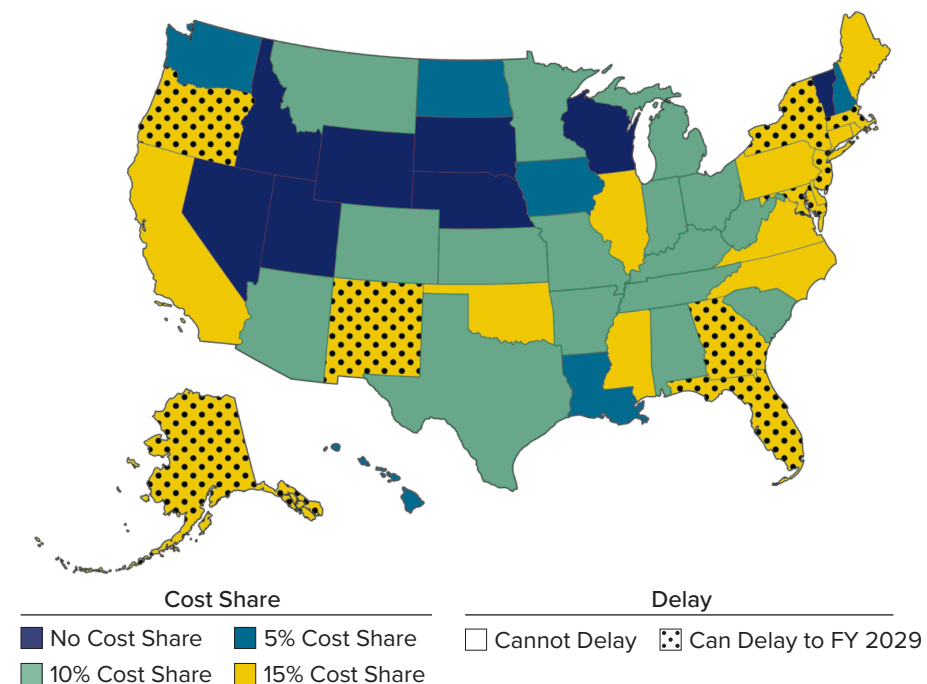 Cost Share
Delay
No Cost Share
5% Cost Share
Cannot Delay
Can Delay to FY 2029
10% Cost Share
15% Cost Share